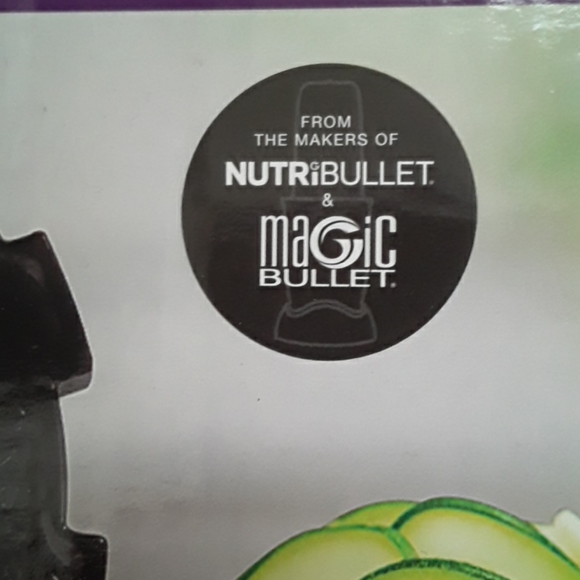 FROM
THE MAKERS OF
NUTRiBULLET®
&
magic
BULLET®